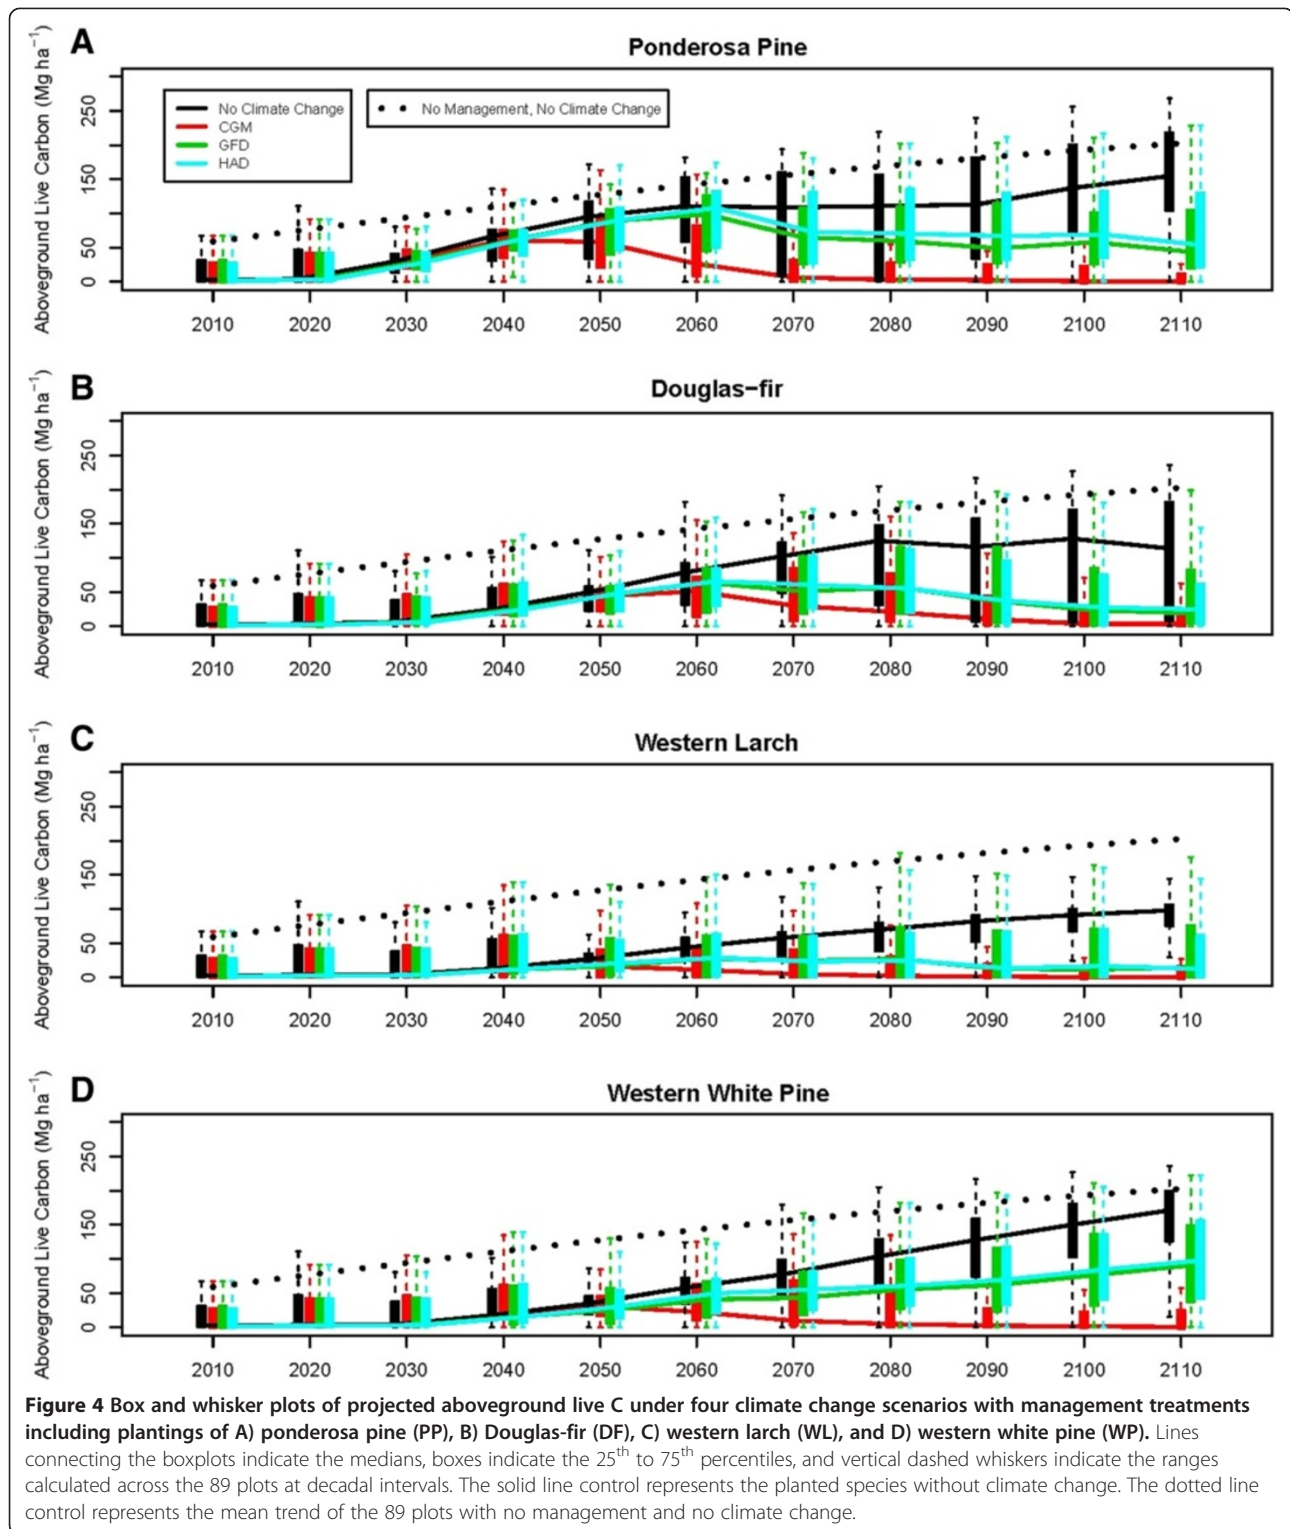 A
Ponderosa Pine
Aboveground Live Carbon (Mg ha⁻¹)
250
150
50
0
No Climate Change
CGM
GFD
HAD
No Management, No Climate Change
2010 2020 2030 2040 2050 2060 2070 2080 2090 2100 2110
B
Douglas−fir
Aboveground Live Carbon (Mg ha⁻¹)
250
150
50
0
2010 2020 2030 2040 2050 2060 2070 2080 2090 2100 2110
C
Western Larch
Aboveground Live Carbon (Mg ha⁻¹)
250
150
50
0
2010 2020 2030 2040 2050 2060 2070 2080 2090 2100 2110
D
Western White Pine
Aboveground Live Carbon (Mg ha⁻¹)
250
150
50
0
2010 2020 2030 2040 2050 2060 2070 2080 2090 2100 2110
Figure 4 Box and whisker plots of projected aboveground live C under four climate change scenarios with management treatments
including plantings of A) ponderosa pine (PP), B) Douglas-fir (DF), C) western larch (WL), and D) western white pine (WP). Lines
connecting the boxplots indicate the medians, boxes indicate the 25th to 75th percentiles, and vertical dashed whiskers indicate the ranges
calculated across the 89 plots at decadal intervals. The solid line control represents the planted species without climate change. The dotted line
control represents the mean trend of the 89 plots with no management and no climate change.